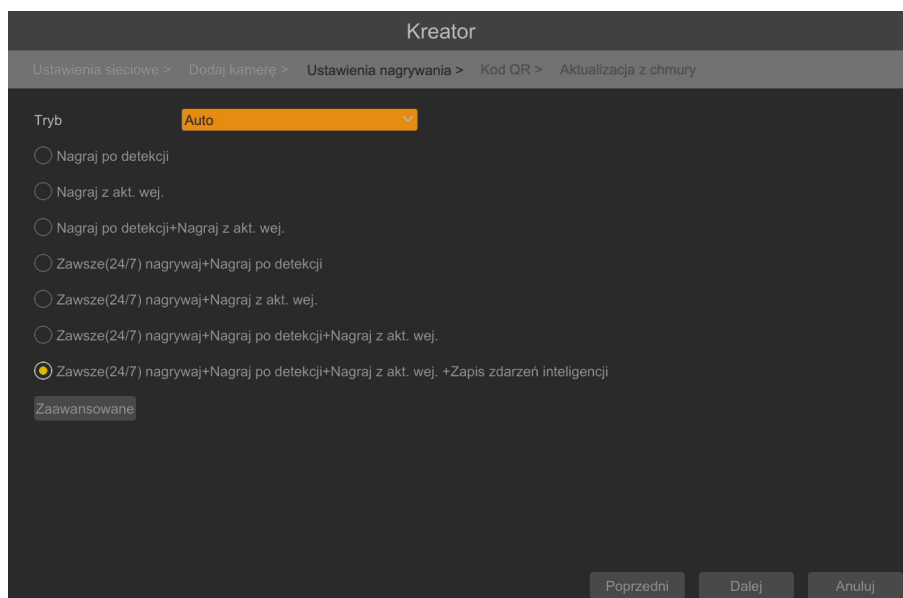 Kreator
Ustawienia sieciowe > Dodaj kamerę > Ustawienia nagrywania > Kod QR > Aktualizacja z chmury
Tryb Auto
Nagraj po detekcji
Nagraj z akt. wej.
Nagraj po detekcji+Nagraj z akt. wej.
Zawsze(24/7) nagrywaj+Nagraj po detekcji
Zawsze(24/7) nagrywaj+Nagraj z akt. wej.
Zawsze(24/7) nagrywaj+Nagraj po detekcji+Nagraj z akt. wej.
Zawsze(24/7) nagrywaj+Nagraj po detekcji+Nagraj z akt. wej. +Zapis zdarzeń inteligencji
Zaawansowane
Poprzedni Dalej Anuluj